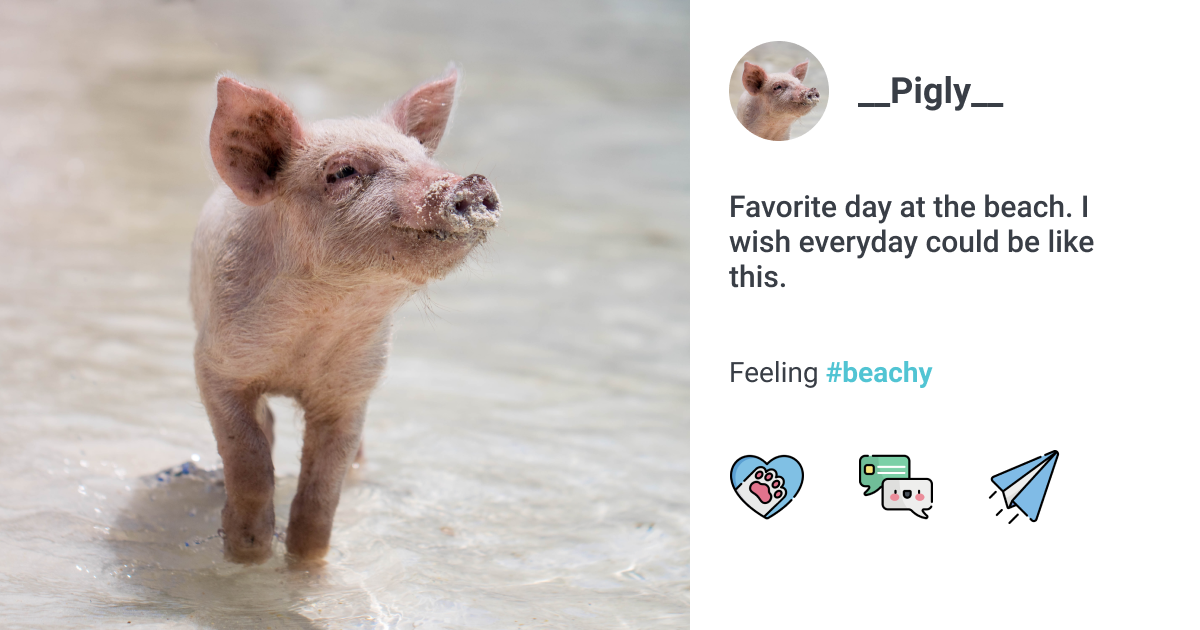 __Pigly__
Favorite day at the beach. I
wish everyday could be like
this.
Feeling #beachy